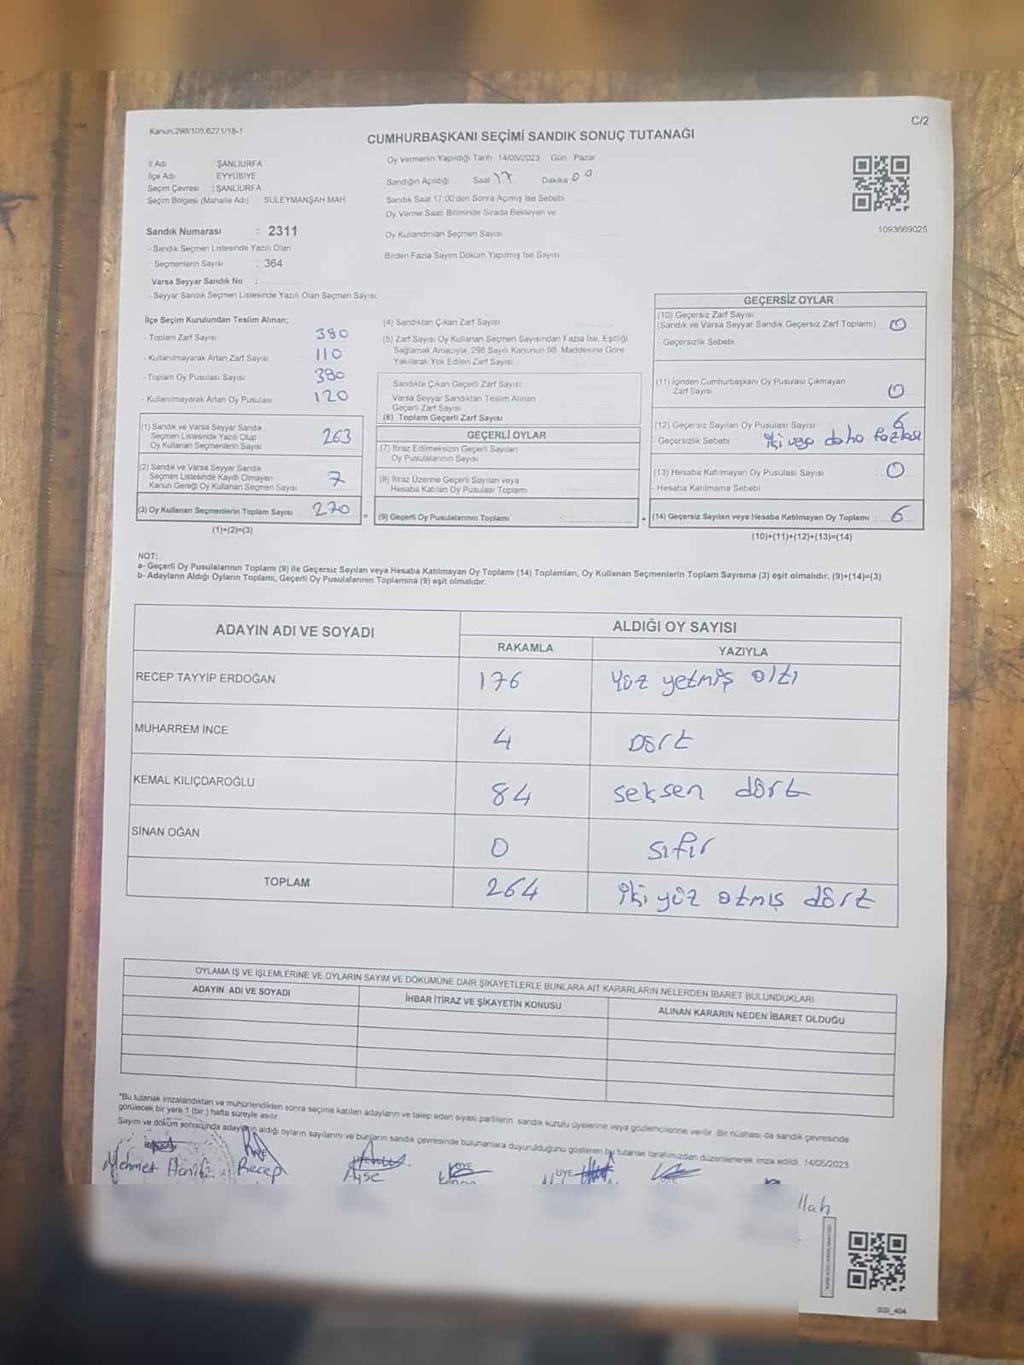 Kanun,298/105,6271/18-1
C/2
CUMHURBAŞKANI SEÇİMİ SANDIK SONUÇ TUTANAĞI
İl Adı : ŞANLIURFA
İlçe Adı : EYYÜBİYE
Seçim Çevresi : ŞANLIURFA
Seçim Bölgesi (Mahalle Adı) SÜLEYMANŞAH MAH
Sandık Numarası : 2311
- Sandık Seçmen Listesinde Yazılı Olan
Seçmenlerin Sayısı : 364
Varsa Seyyar Sandık No :
- Seyyar Sandık Seçmen Listesinde Yazılı Olan Seçmen Sayısı:
Oy Vermenin Yapıldığı Tarih 14/05/2023 Gün Pazar
Sandığın Açıldığı Saat 17 Dakika 00
Sandık Saat 17:00'den Sonra Açılmış İse Sebebi
Oy Verme Saati Bitiminde Sırada Bekleyen ve
Oy Kullandırılan Seçmen Sayısı
Birden Fazla Sayım Döküm Yapılmış İse Sayısı
1093669025
İlçe Seçim Kurulundan Teslim Alınan;
- Toplam Zarf Sayısı 380
- Kullanılmayarak Artan Zarf Sayısı 110
- Toplam Oy Pusulası Sayısı 390
- Kullanılmayarak Artan Oy Pusulası 120
(1) Sandık ve Varsa Seyyar Sandık
Seçmen Listesinde Yazılı Olup
Oy Kullanan Seçmenlerin Sayısı 263
(2) Sandık ve Varsa Seyyar Sandık
Seçmen Listesinde Kayıtlı Olmayan
Kanun Gereği Oy Kullanan Seçmen Sayısı 7
(3) Oy Kullanan Seçmenlerin Toplam Sayısı 270
(1)+(2)=(3)
=
(4) Sandıktan Çıkan Zarf Sayısı
(5) Zarf Sayısı Oy Kullanan Seçmen Sayısından Fazla İse, Eşitliği
Sağlamak Amacıyla, 298 Sayılı Kanunun 98. Maddesine Göre
Yakılarak Yok Edilen Zarf Sayısı
Sandıkta Çıkan Geçerli Zarf Sayısı
Varsa Seyyar Sandıktan Teslim Alınan
Geçerli Zarf Sayısı
(6) Toplam Geçerli Zarf Sayısı
GEÇERLİ OYLAR
(7) İtiraz Edilmeksizin Geçerli Sayılan
Oy Pusulalarının Sayısı
(8) İtiraz Üzerine Geçerli Sayılan veya
Hesaba Katılan Oy Pusulası Toplamı
(9) Geçerli Oy Pusulalarının Toplamı :
+
GEÇERSİZ OYLAR
(10) Geçersiz Zarf Sayısı
(Sandık ve Varsa Seyyar Sandık Geçersiz Zarf Toplamı) : 0
- Geçersizlik Sebebi
(11) İçinden Cumhurbaşkanı Oy Pusulası Çıkmayan
Zarf Sayısı 0
(12) Geçersiz Sayılan Oy Pusulası Sayısı 6
- Geçersizlik Sebebi iki veya daha fazlası
(13) Hesaba Katılmayan Oy Pusulası Sayısı 0
- Hesaba Katılmama Sebebi
(14) Geçersiz Sayılan veya Hesaba Katılmayan Oy Toplamı : 6
(10)+(11)+(12)+(13)=(14)
NOT:
a- Geçerli Oy Pusulalarının Toplamı (9) ile Geçersiz Sayılan veya Hesaba Katılmayan Oy Toplamı (14) Toplamları, Oy Kullanan Seçmenlerin Toplam Sayısına (3) eşit olmalıdır. (9)+(14)=(3)
b- Adayların Aldığı Oyların Toplamı, Geçerli Oy Pusulalarının Toplamına (9) eşit olmalıdır.
ADAYIN ADI VE SOYADI ALDIĞI OY SAYISI
RAKAMLA YAZIYLA
RECEP TAYYİP ERDOĞAN 176 Yüz yetmiş altı
MUHARREM İNCE 4 Dört
KEMAL KILIÇDAROĞLU 84 seksen dört
SİNAN OĞAN 0 sıfır
TOPLAM 264 iki yüz atmış dört
OYLAMA İŞ VE İŞLEMLERİNE VE OYLARIN SAYIM VE DÖKÜMÜNE DAİR ŞİKAYETLERLE BUNLARA AİT KARARLARIN NELERDEN İBARET BULUNDUKLARI
ADAYIN ADI VE SOYADI İHBAR İTİRAZ VE ŞİKAYETİN KONUSU ALINAN KARARIN NEDEN İBARET OLDUĞU
*Bu tutanak imzalandıktan ve mühürlendikten sonra seçime katılan adayların ve talep eden siyasi partilerin sandık kurulu üyelerine veya gözlemcilerine verilir. Bir nüshası da sandık çevresinde
görülecek bir yere 1 (bir) hafta süreyle asılır
Sayım ve döküm sonucunda adayların aldığı oyların sayılarını ve bunların sandık çevresinde bulunanlara duyurulduğunu gösteren bu tutanak tarafımızdan düzenlenerek imza edildi. 14/05/2023
Mehmet Recep Ayşe ÜYE ÜYE
llah